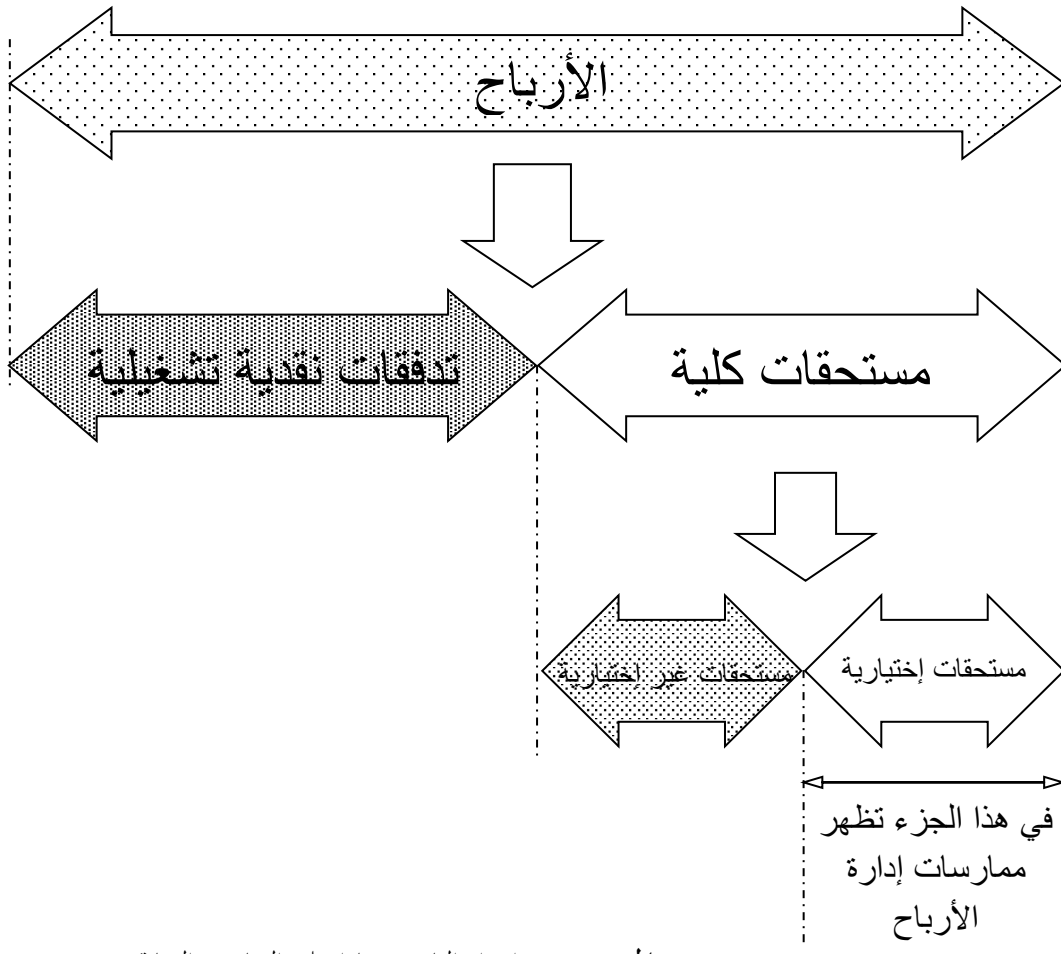 الأرباح
مستحقات كلية
تدفقات نقدية تشغيلية
مستحقات إختيارية
مستحقات غير إختيارية
في هذا الجزء تظهر
ممارسات إدارة
الأرباح